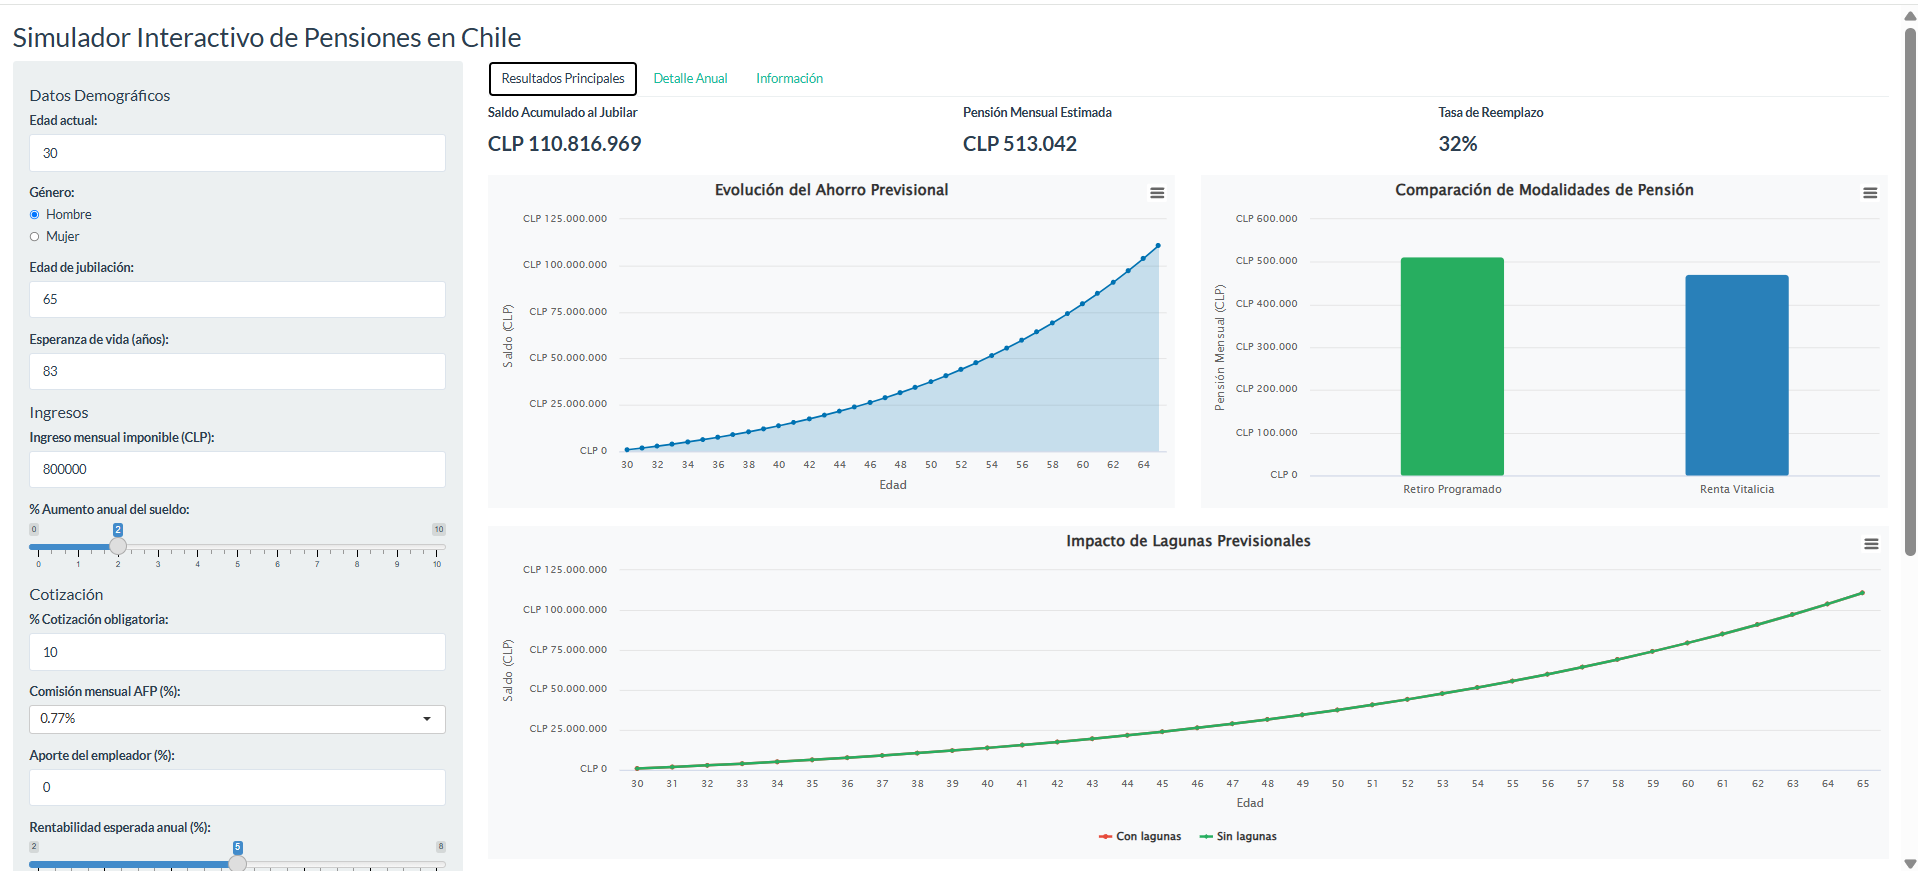 Simulador Interactivo de Pensiones en Chile
Datos Demográficos
Edad actual:
30
Género:
Hombre
Mujer
Edad de jubilación:
65
Esperanza de vida (años):
83
Ingresos
Ingreso mensual imponible (CLP):
800000
% Aumento anual del sueldo:
0 2 10
0 1 2 3 4 5 6 7 8 9 10
Cotización
% Cotización obligatoria:
10
Comisión mensual AFP (%):
0.77%
Aporte del empleador (%):
0
Rentabilidad esperada anual (%):
2 5 8
Resultados Principales Detalle Anual Información
Saldo Acumulado al Jubilar
CLP 110.816.969
Pensión Mensual Estimada
CLP 513.042
Tasa de Reemplazo
32%
Evolución del Ahorro Previsional
Saldo (CLP)
CLP 125.000.000
CLP 100.000.000
CLP 75.000.000
CLP 50.000.000
CLP 25.000.000
CLP 0
30 32 34 36 38 40 42 44 46 48 50 52 54 56 58 60 62 64
Edad
Comparación de Modalidades de Pensión
Pensión Mensual (CLP)
CLP 600.000
CLP 500.000
CLP 400.000
CLP 300.000
CLP 200.000
CLP 100.000
CLP 0
Retiro Programado Renta Vitalicia
Impacto de Lagunas Previsionales
Saldo (CLP)
CLP 125.000.000
CLP 100.000.000
CLP 75.000.000
CLP 50.000.000
CLP 25.000.000
CLP 0
30 31 32 33 34 35 36 37 38 39 40 41 42 43 44 45 46 47 48 49 50 51 52 53 54 55 56 57 58 59 60 61 62 63 64 65
Edad
Con lagunas Sin lagunas